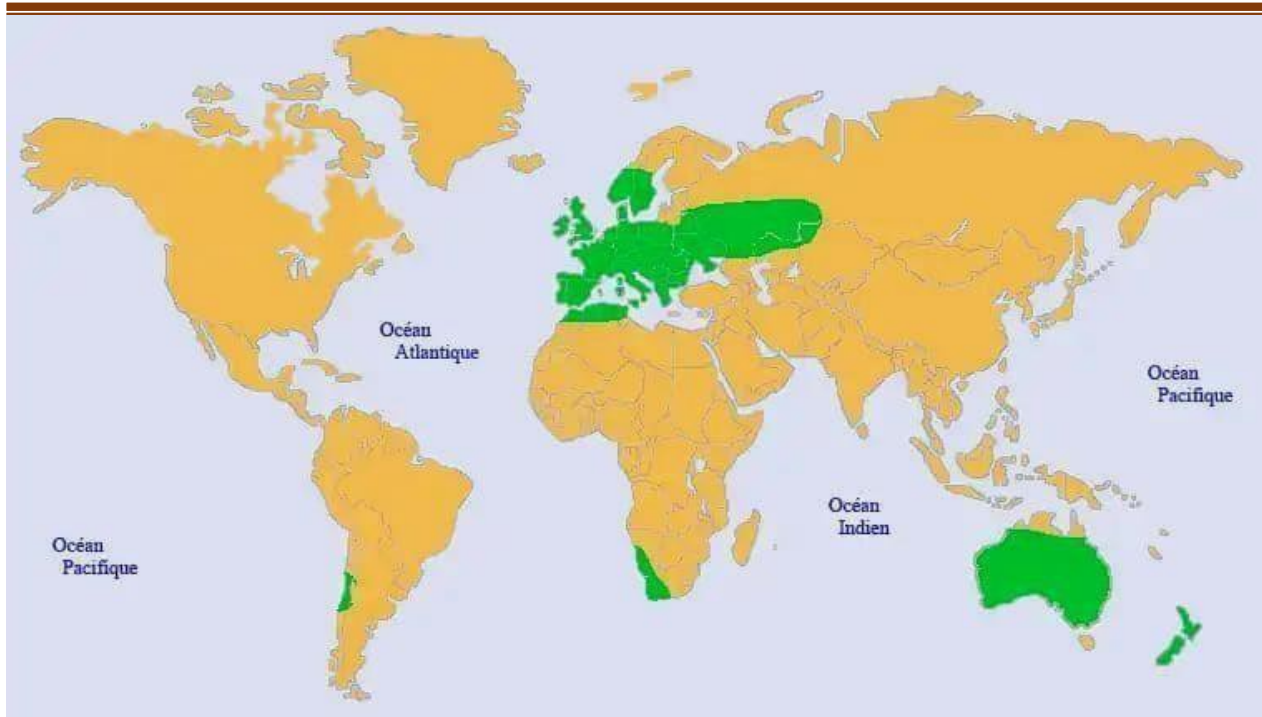 Océan
Atlantique
Océan
Pacifique
Océan
Indien
Océan
Pacifique